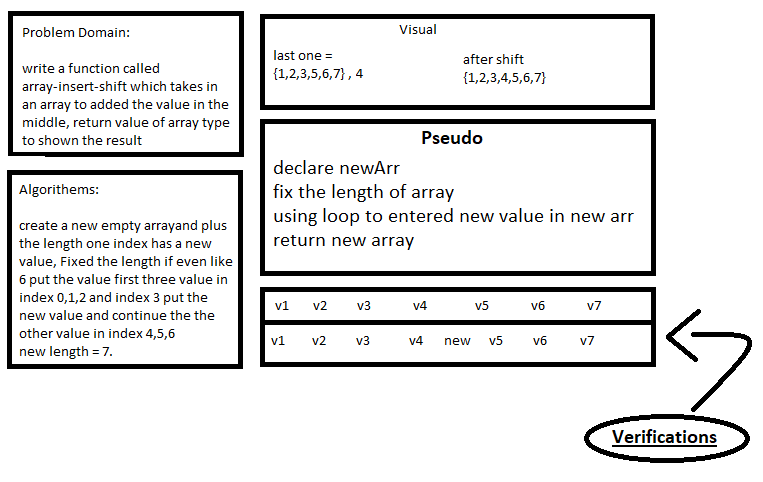 Problem Domain:
write a function called
array-insert-shift which takes in
an array to added the value in the
middle, return value of array type
to shown the result
Algorithems:
create a new empty arrayand plus
the length one index has a new
value, Fixed the length if even like
6 put the value first three value in
index 0,1,2 and index 3 put the
new value and continue the the
other value in index 4,5,6
new length = 7.
Visual
last one =
{1,2,3,5,6,7} , 4
after shift
{1,2,3,4,5,6,7}
Pseudo
declare newArr
fix the length of array
using loop to entered new value in new arr
return new array
v1 v2 v3 v4 v5 v6 v7
v1 v2 v3 v4 new v5 v6 v7
Verifications